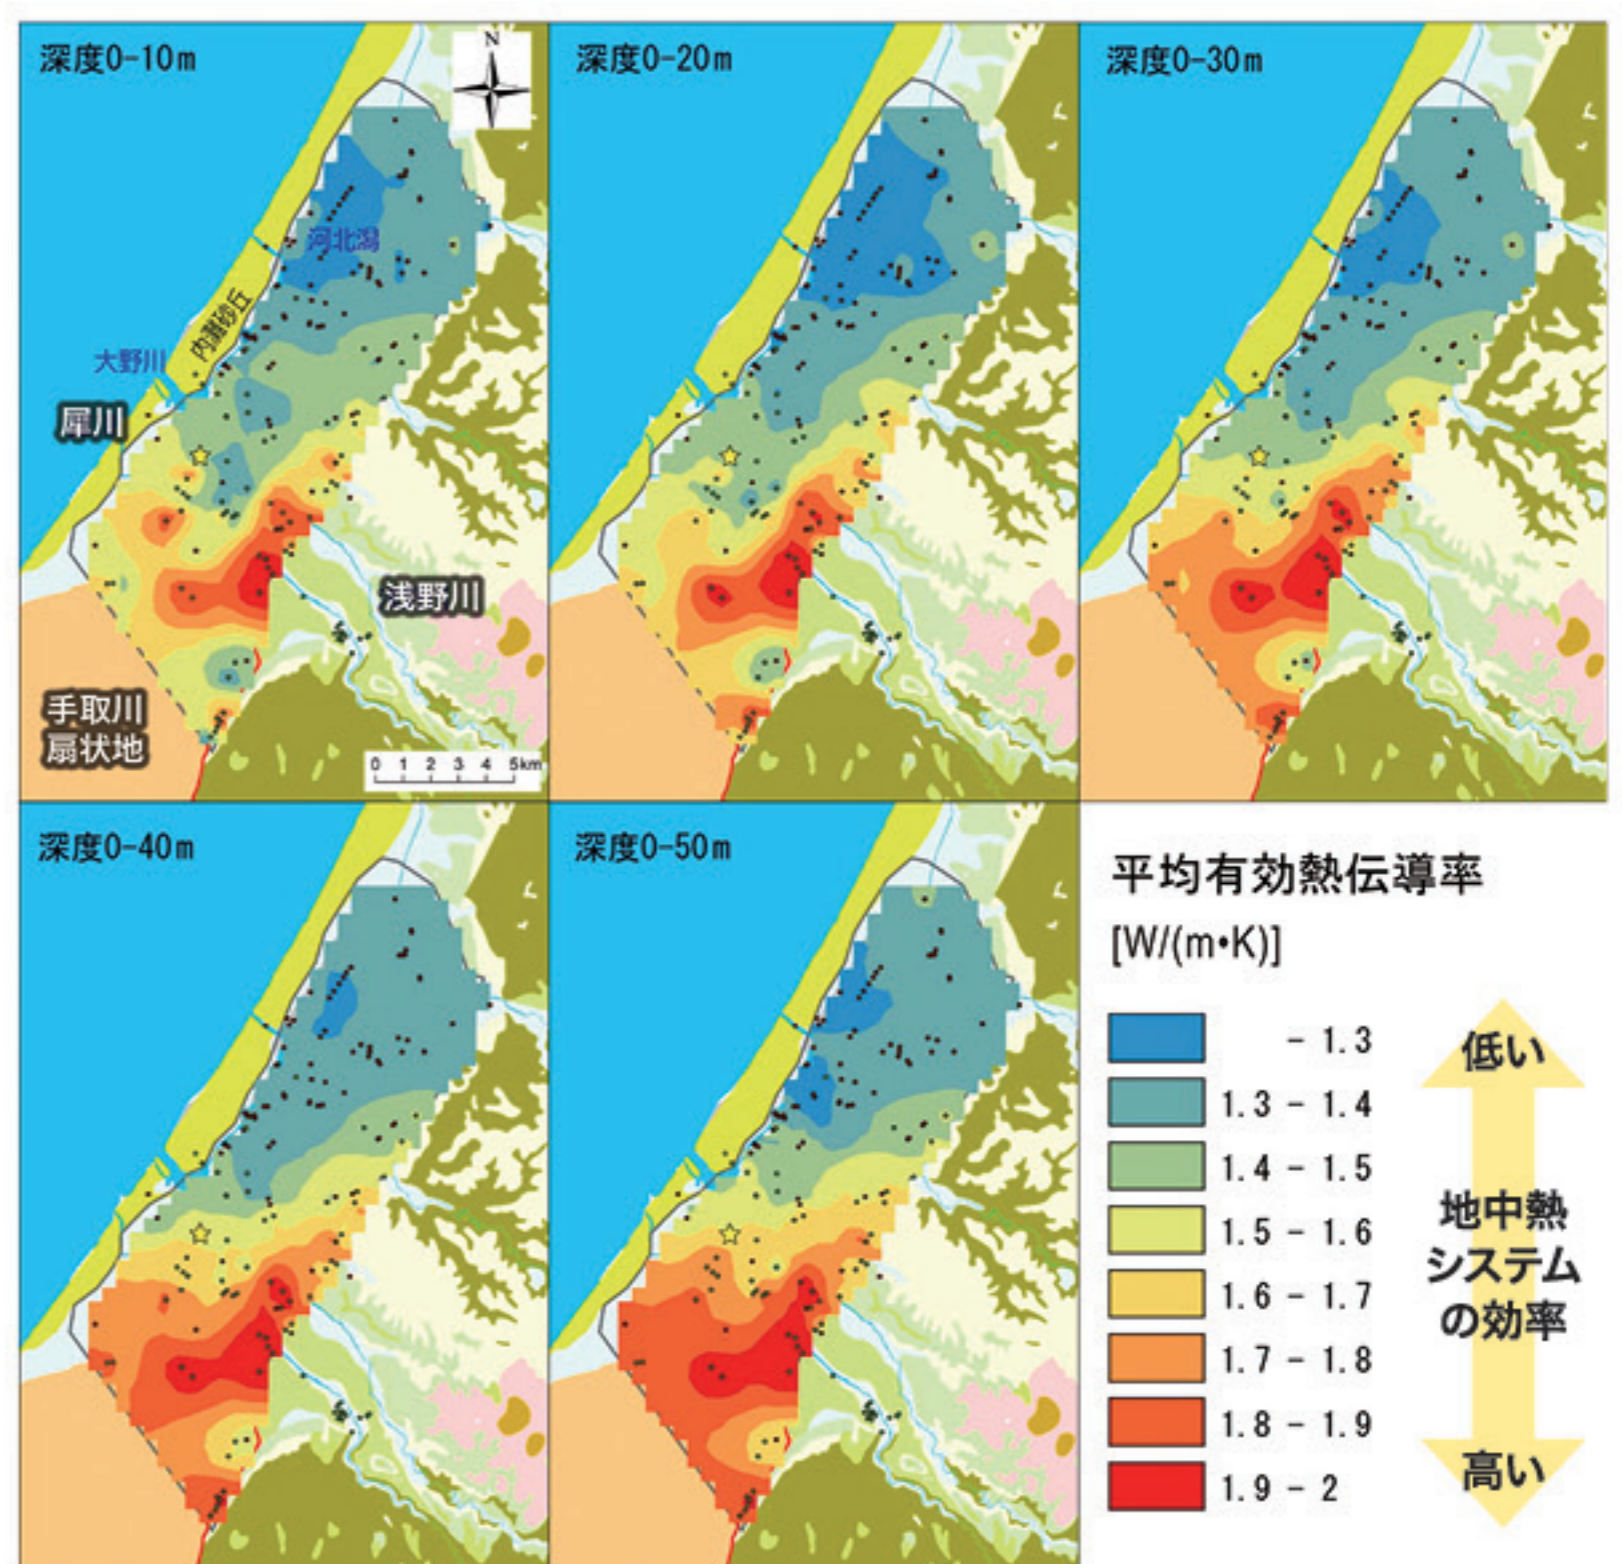 深度0-10m
N
深度0-20m
深度0-30m
河北潟
内灘砂丘
大野川
犀川
浅野川
手取川
扇状地
0 1 2 3 4 5km
深度0-40m
深度0-50m
平均有効熱伝導率
[W/(m•K)]
- 1.3
1.3 - 1.4
1.4 - 1.5
1.5 - 1.6
1.6 - 1.7
1.7 - 1.8
1.8 - 1.9
1.9 - 2
低い
地中熱
システム
の効率
高い